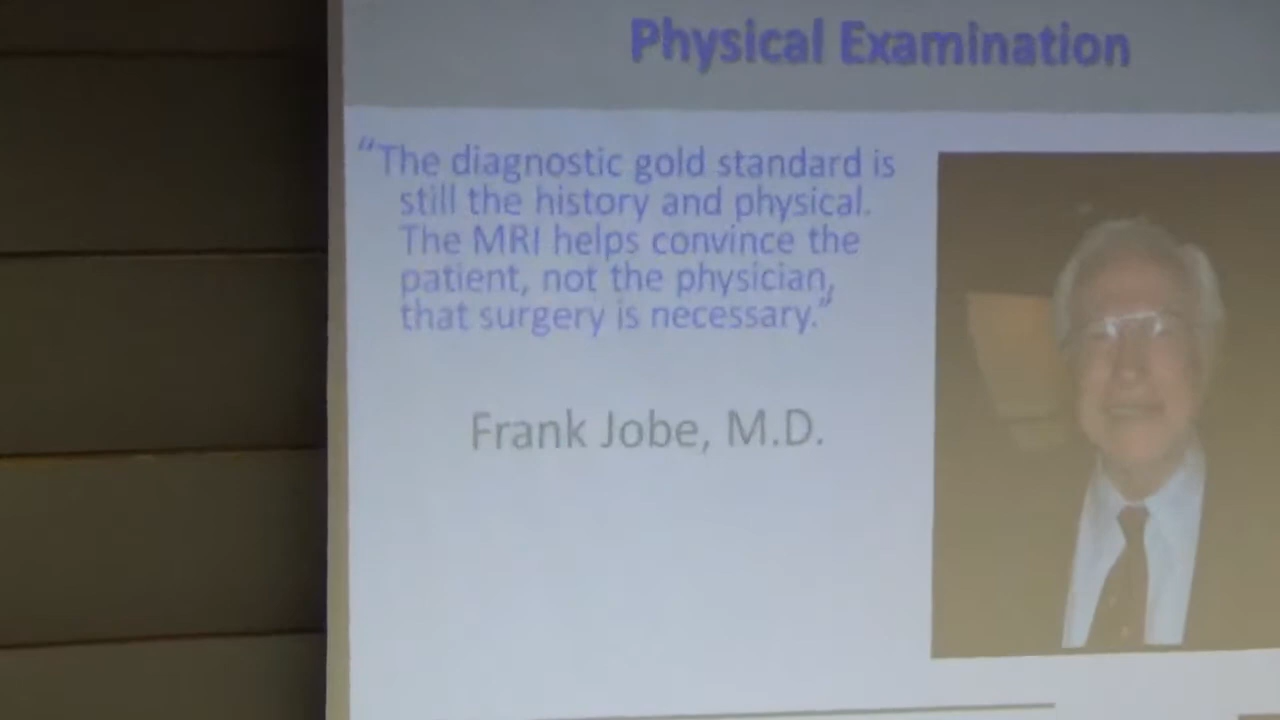 Physical Examination
“The diagnostic gold standard is
still the history and physical.
The MRI helps convince the
patient, not the physician,
that surgery is necessary.”
Frank Jobe, M.D.